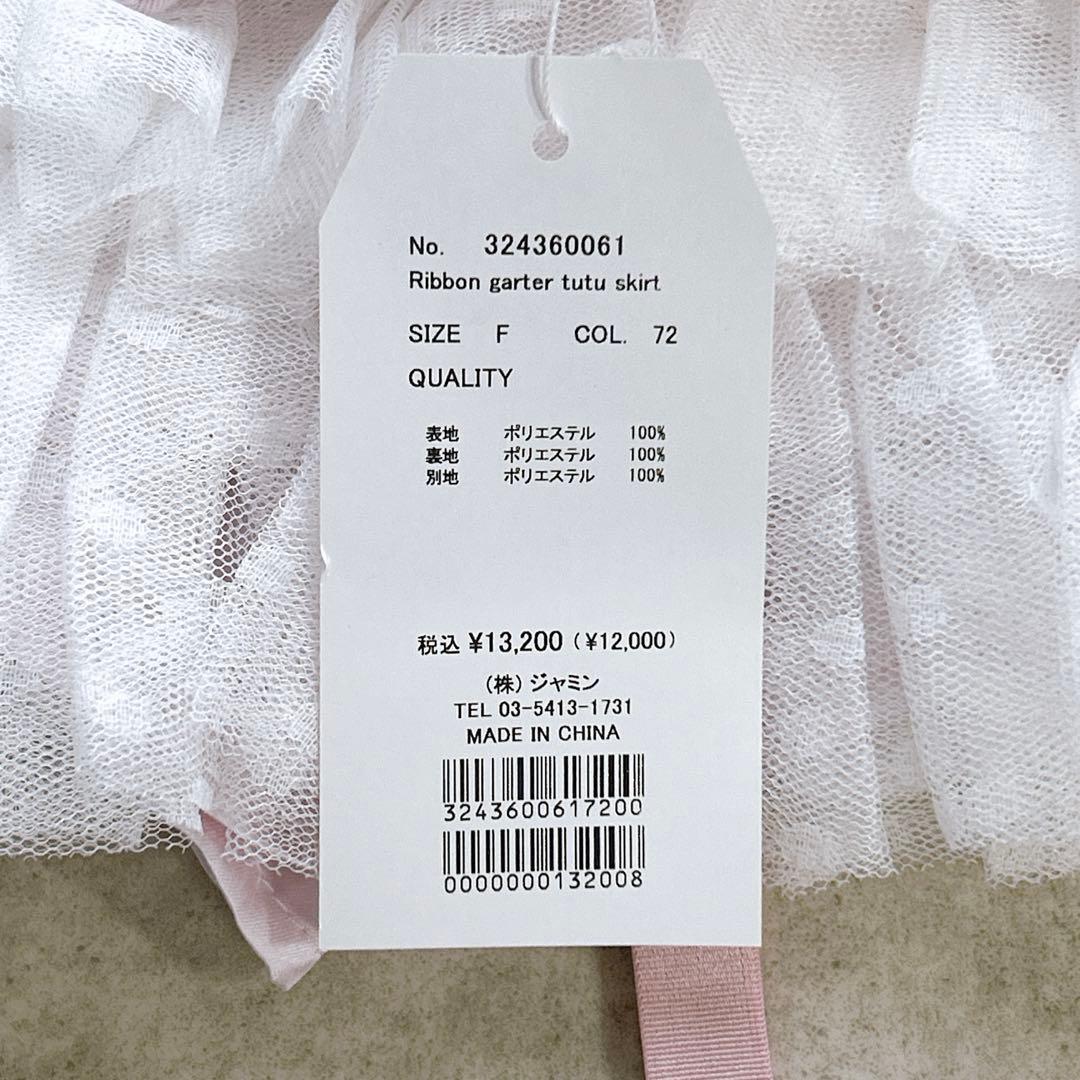 No. 324360061
Ribbon garter tutu skirt
SIZE F COL. 72
QUALITY
表地 ポリエステル 100%
裏地 ポリエステル 100%
別地 ポリエステル 100%
税込 ¥13,200 (¥12,000)
(株) ジャミン
TEL 03-5413-1731
MADE IN CHINA
3243600617200
0000000132008